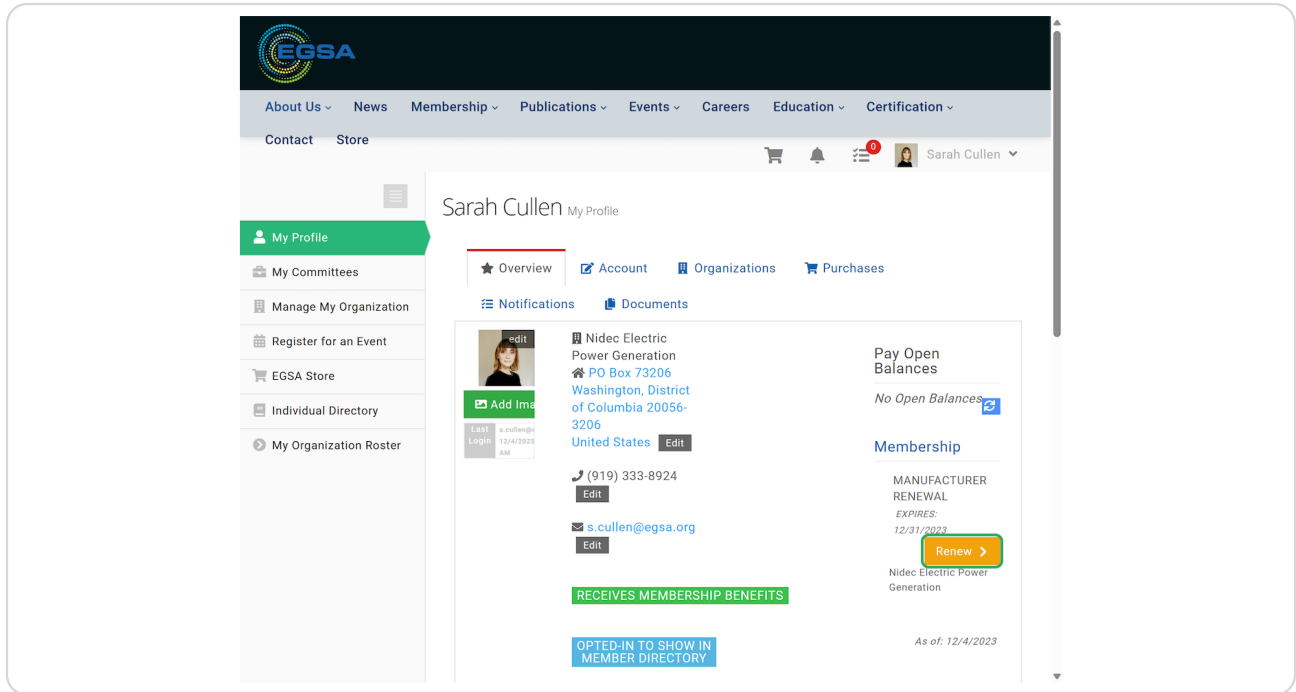 EGSA
About Us News Membership Publications Events Careers Education Certification
Contact Store
0
Sarah Cullen
Sarah Cullen My Profile
My Profile
My Committees
Manage My Organization
Register for an Event
EGSA Store
Individual Directory
My Organization Roster
Overview Account Organizations Purchases
Notifications Documents
edit
Add Ima
Last Login
s.cullen@
12/4/2023
AM
Nidec Electric
Power Generation
PO Box 73206
Washington, District
of Columbia 20056-
3206
United States Edit
(919) 333-8924
Edit
s.cullen@egsa.org
Edit
RECEIVES MEMBERSHIP BENEFITS
OPTED-IN TO SHOW IN
MEMBER DIRECTORY
Pay Open
Balances
No Open Balances
Membership
MANUFACTURER
RENEWAL
EXPIRES:
12/31/2023
Renew
Nidec Electric Power
Generation
As of: 12/4/2023